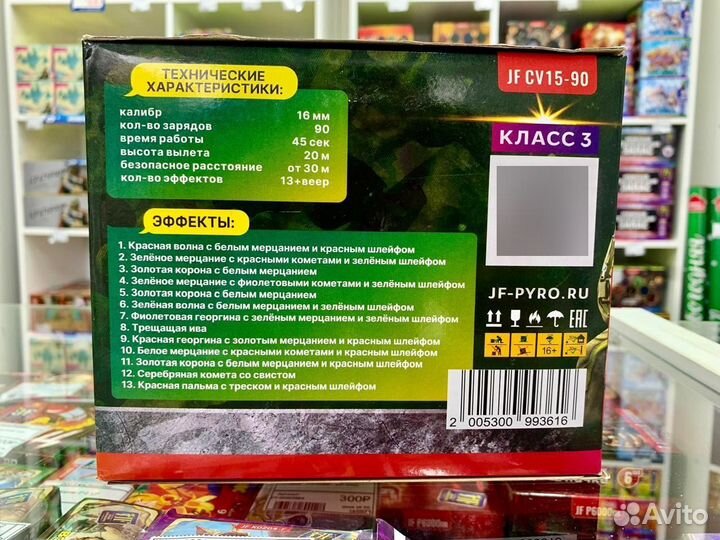 ТЕХНИЧЕСКИЕ
ХАРАКТЕРИСТИКИ:
калибр 16 мм
кол-во зарядов 90
время работы 45 сек
высота вылета 20 м
безопасное расстояние от 30 м
кол-во эффектов 13+веер
JF CV15-90
КЛАСС 3
ЭФФЕКТЫ:
1. Красная волна с белым мерцанием и красным шлейфом
2. Зелёное мерцание с красными кометами и зелёным шлейфом
3. Золотая корона с белым мерцанием
4. Зелёное мерцание с фиолетовыми кометами и зелёным шлейфом
5. Золотая корона с белым мерцанием
6. Зелёная волна с белым мерцанием и зелёным шлейфом
7. Фиолетовая георгина с зелёным мерцанием и зелёным шлейфом
8. Трещащая ива
9. Красная георгина с золотым мерцанием и красным шлейфом
10. Белое мерцание с красными кометами и красным шлейфом
11. Золотая корона с белым мерцанием
12. Серебряная комета со свистом
13. Красная пальма с треском и красным шлейфом
JF-PYRO.RU
EAC
16+
2 005300 993616
300₽
JF P6000
6
Avito